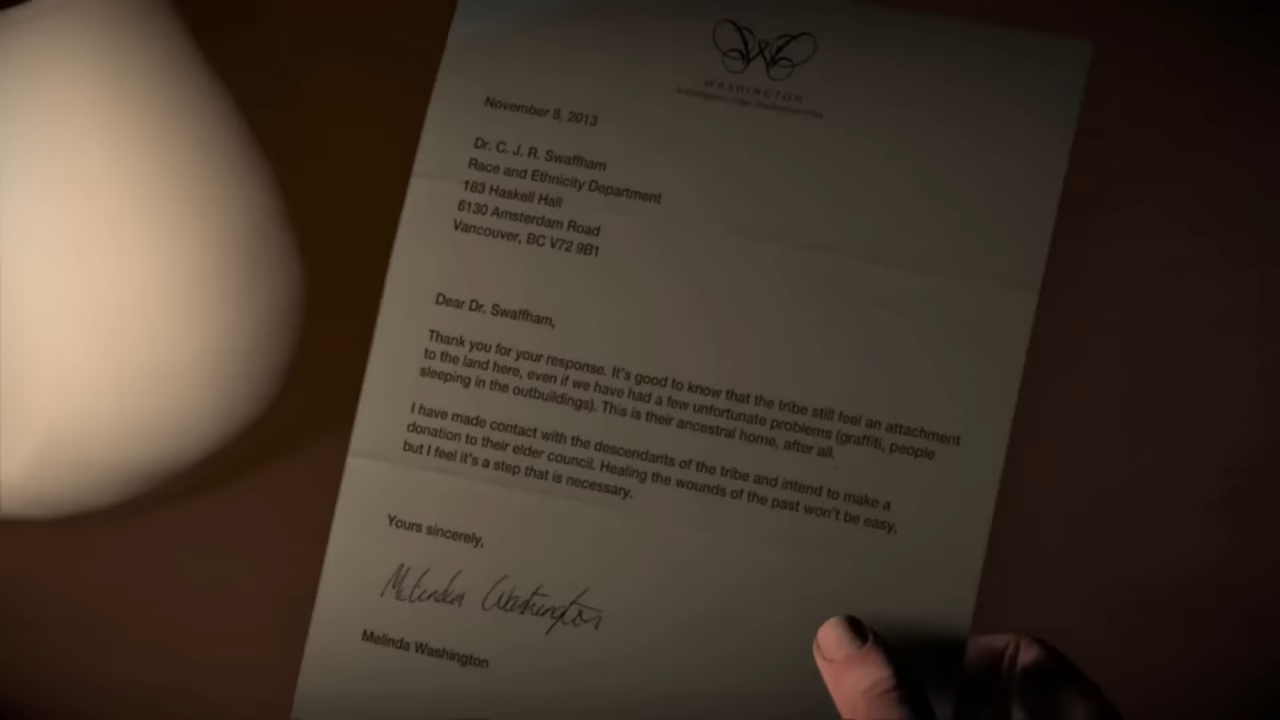 W
WASHINGTON
November 8, 2013
Dr. C. J. R. Swaffham
Race and Ethnicity Department
183 Haskell Hall
6130 Amsterdam Road
Vancouver, BC V72 9B1
Dear Dr. Swaffham,
Thank you for your response. It's good to know that the tribe still feel an attachment
to the land here, even if we have had a few unfortunate problems (graffiti, people
sleeping in the outbuildings). This is their ancestral home, after all.
I have made contact with the descendants of the tribe and intend to make a
donation to their elder council. Healing the wounds of the past won't be easy,
but I feel it's a step that is necessary.
Yours sincerely,
Melinda Washington
Melinda Washington